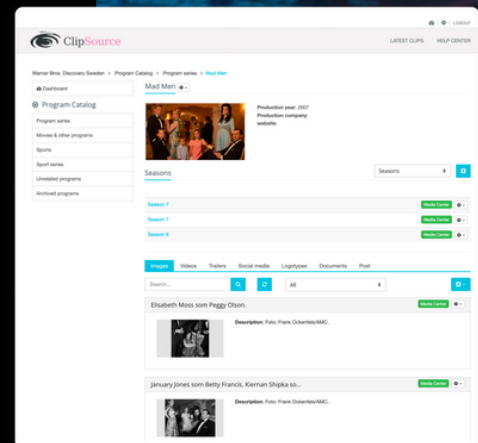 LOGOUT
ClipSource
LATEST CLIPS HELP CENTER
Warner Bros. Discovery Sweden > Program Catalog > Program series > Mad Men
Dashboard
Program Catalog
Program series
Movies & other programs
Sports
Sport series
Unrelated programs
Archived programs
Mad Men
Production year: 2007
Production company:
website:
Seasons
Seasons
Season 7 Media Center
Season 7 Media Center
Season 6 Media Center
Images Videos Trailers Social media Logotypes Documents Post
Search... All
Elisabeth Moss som Peggy Olson. Media Center
Description: Foto: Frank Ockenfels/AMC.
January Jones som Betty Francis, Kiernan Shipka so... Media Center
Description: Foto: Frank Ockenfels/AMC.